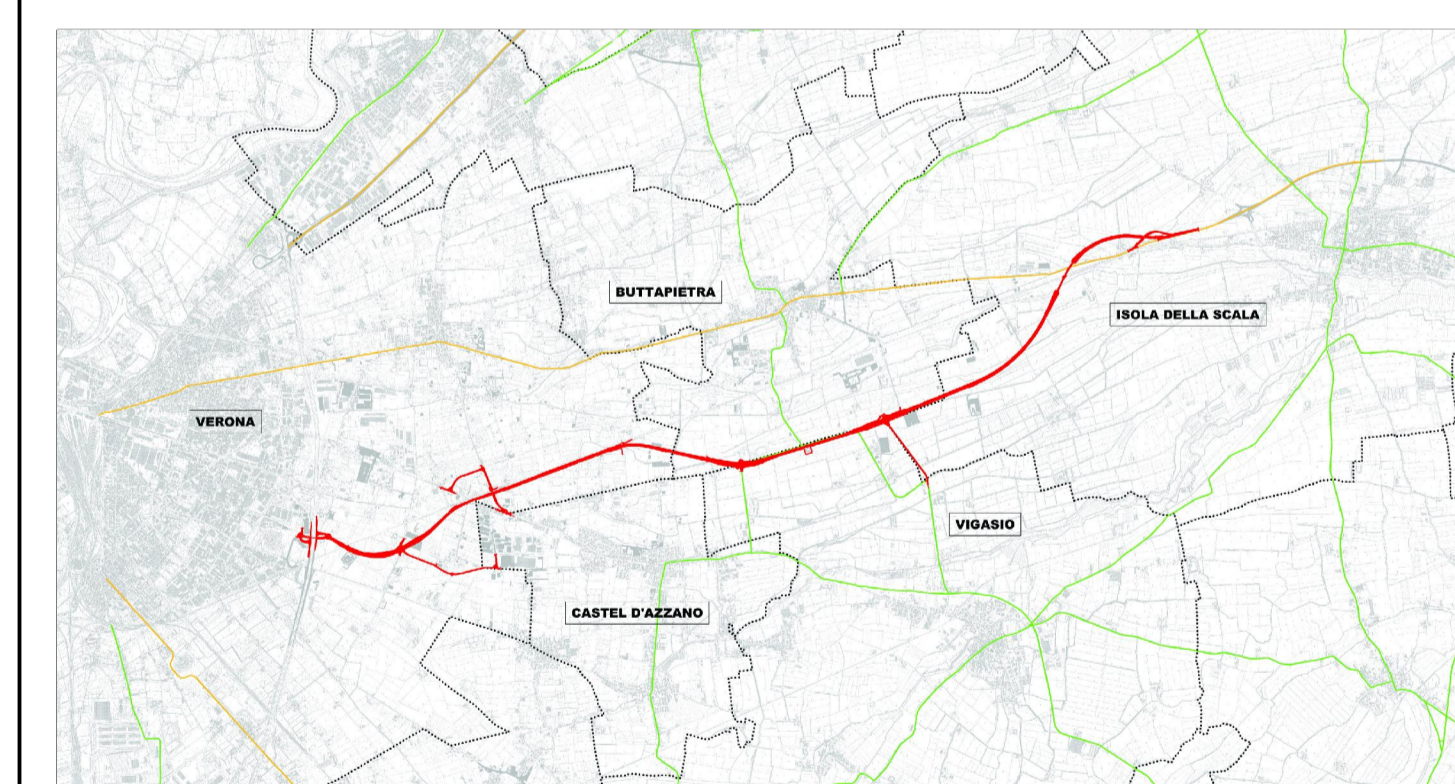 BUTTAPIETRA
ISOLA DELLA SCALA
VERONA
VIGASIO
CASTEL D'AZZANO